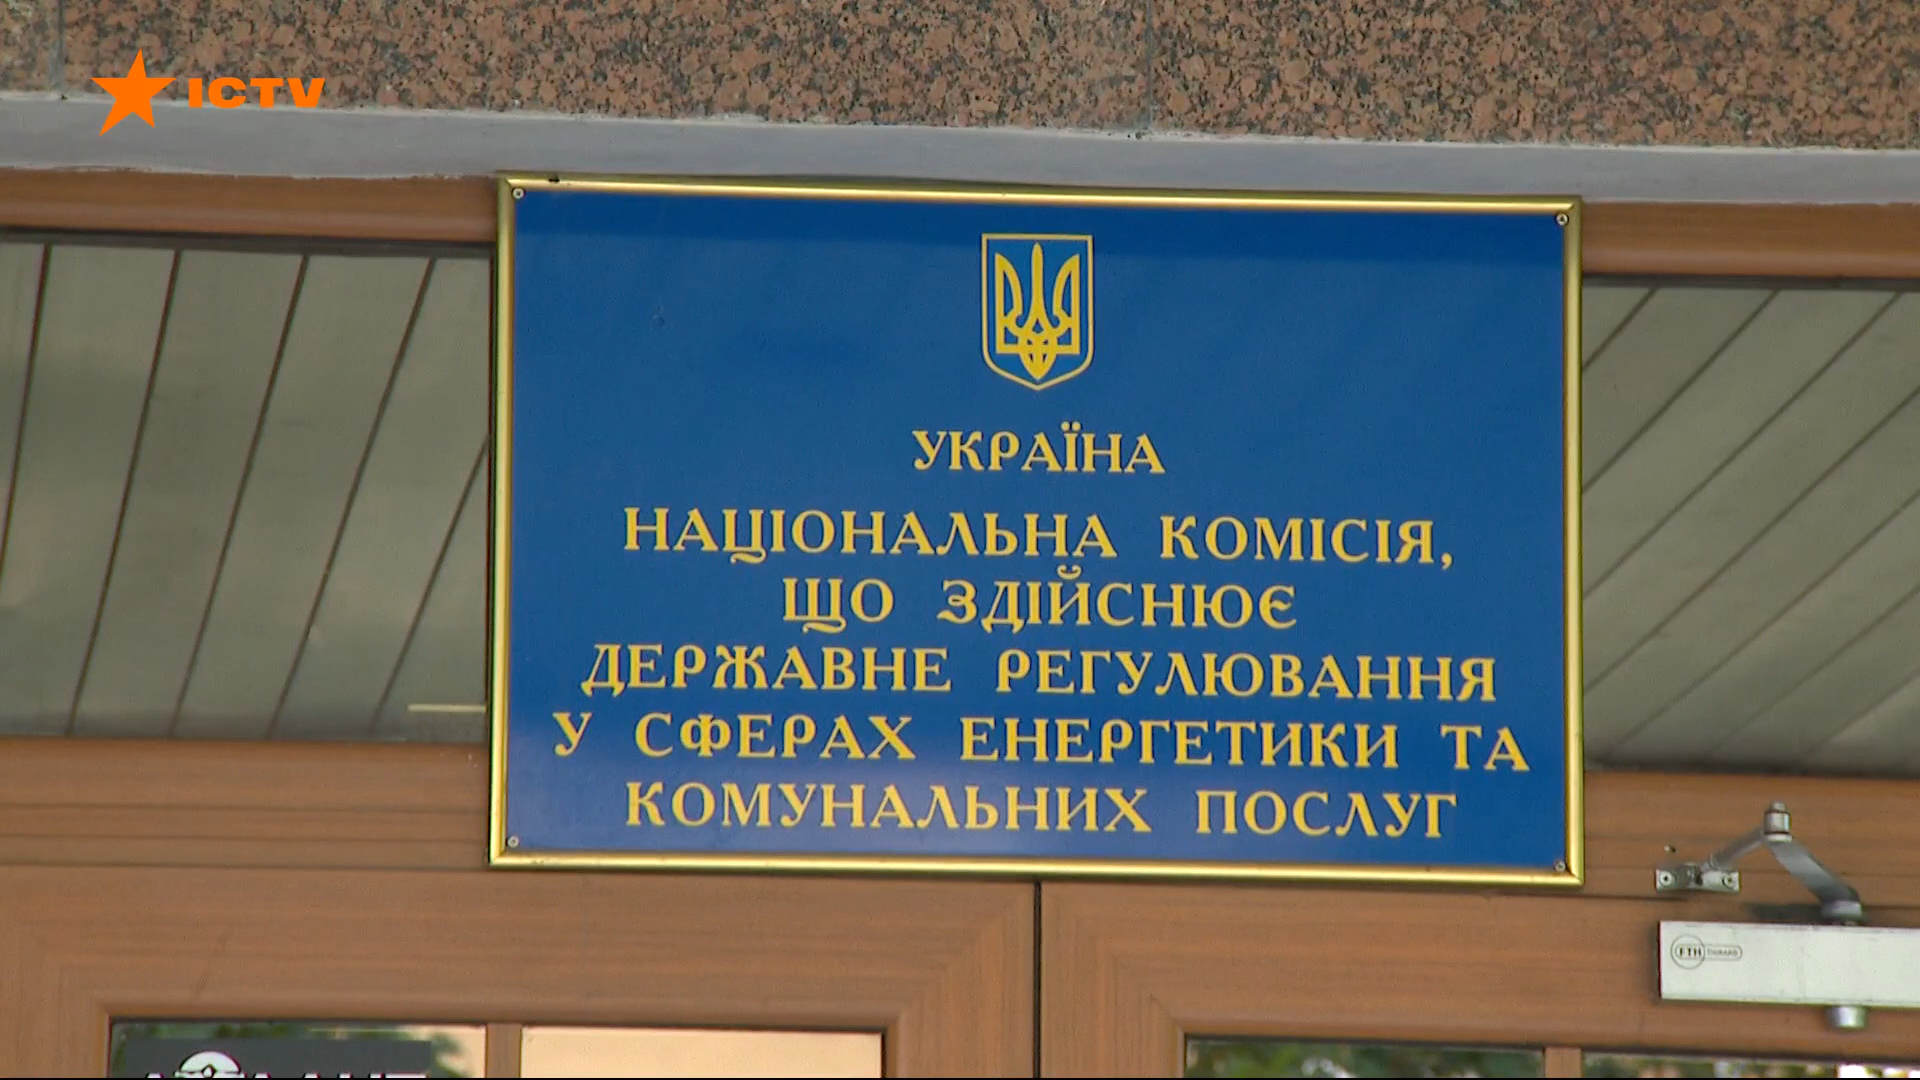 ICTV
УКРАЇНА
НАЦІОНАЛЬНА КОМІСІЯ,
ЩО ЗДІЙСНЮЄ
ДЕРЖАВНЕ РЕГУЛЮВАННЯ
У СФЕРАХ ЕНЕРГЕТИКИ ТА
КОМУНАЛЬНИХ ПОСЛУГ